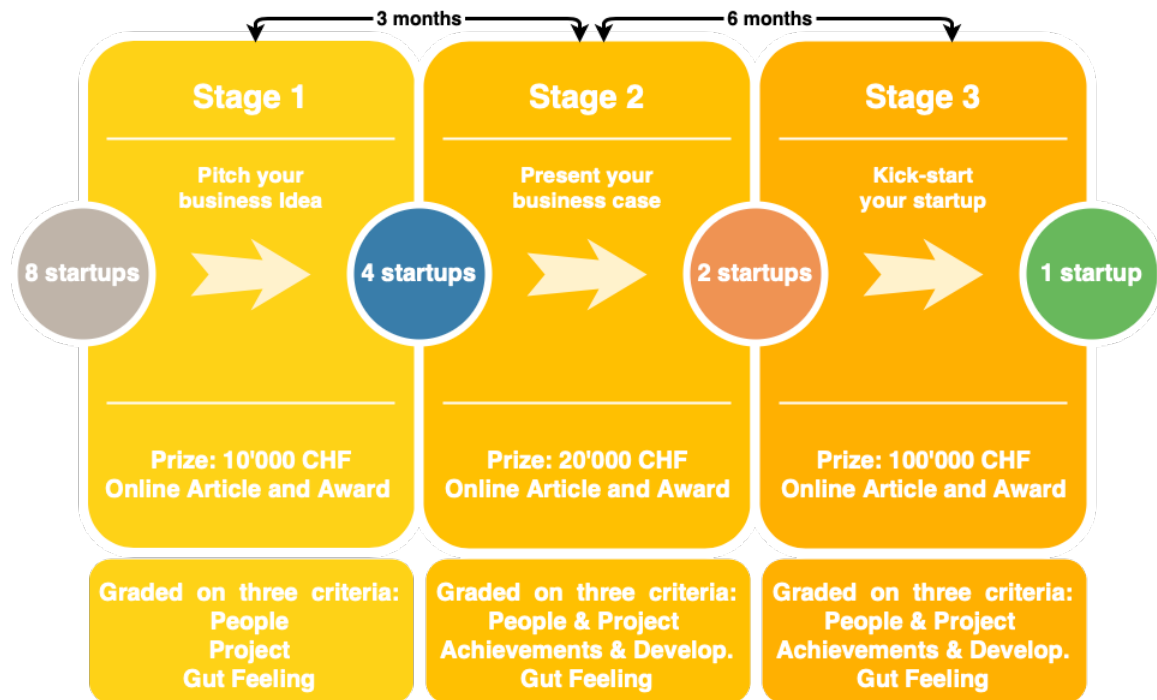 3 months
6 months
Stage 1
Pitch your
business Idea
Stage 2
Present your
business case
Stage 3
Kick-start
your startup
8 startups
4 startups
2 startups
1 startup
Prize: 10'000 CHF
Online Article and Award
Prize: 20'000 CHF
Online Article and Award
Prize: 100'000 CHF
Online Article and Award
Graded on three criteria:
People
Project
Gut Feeling
Graded on three criteria:
People & Project
Achievements & Develop.
Gut Feeling
Graded on three criteria:
People & Project
Achievements & Develop.
Gut Feeling